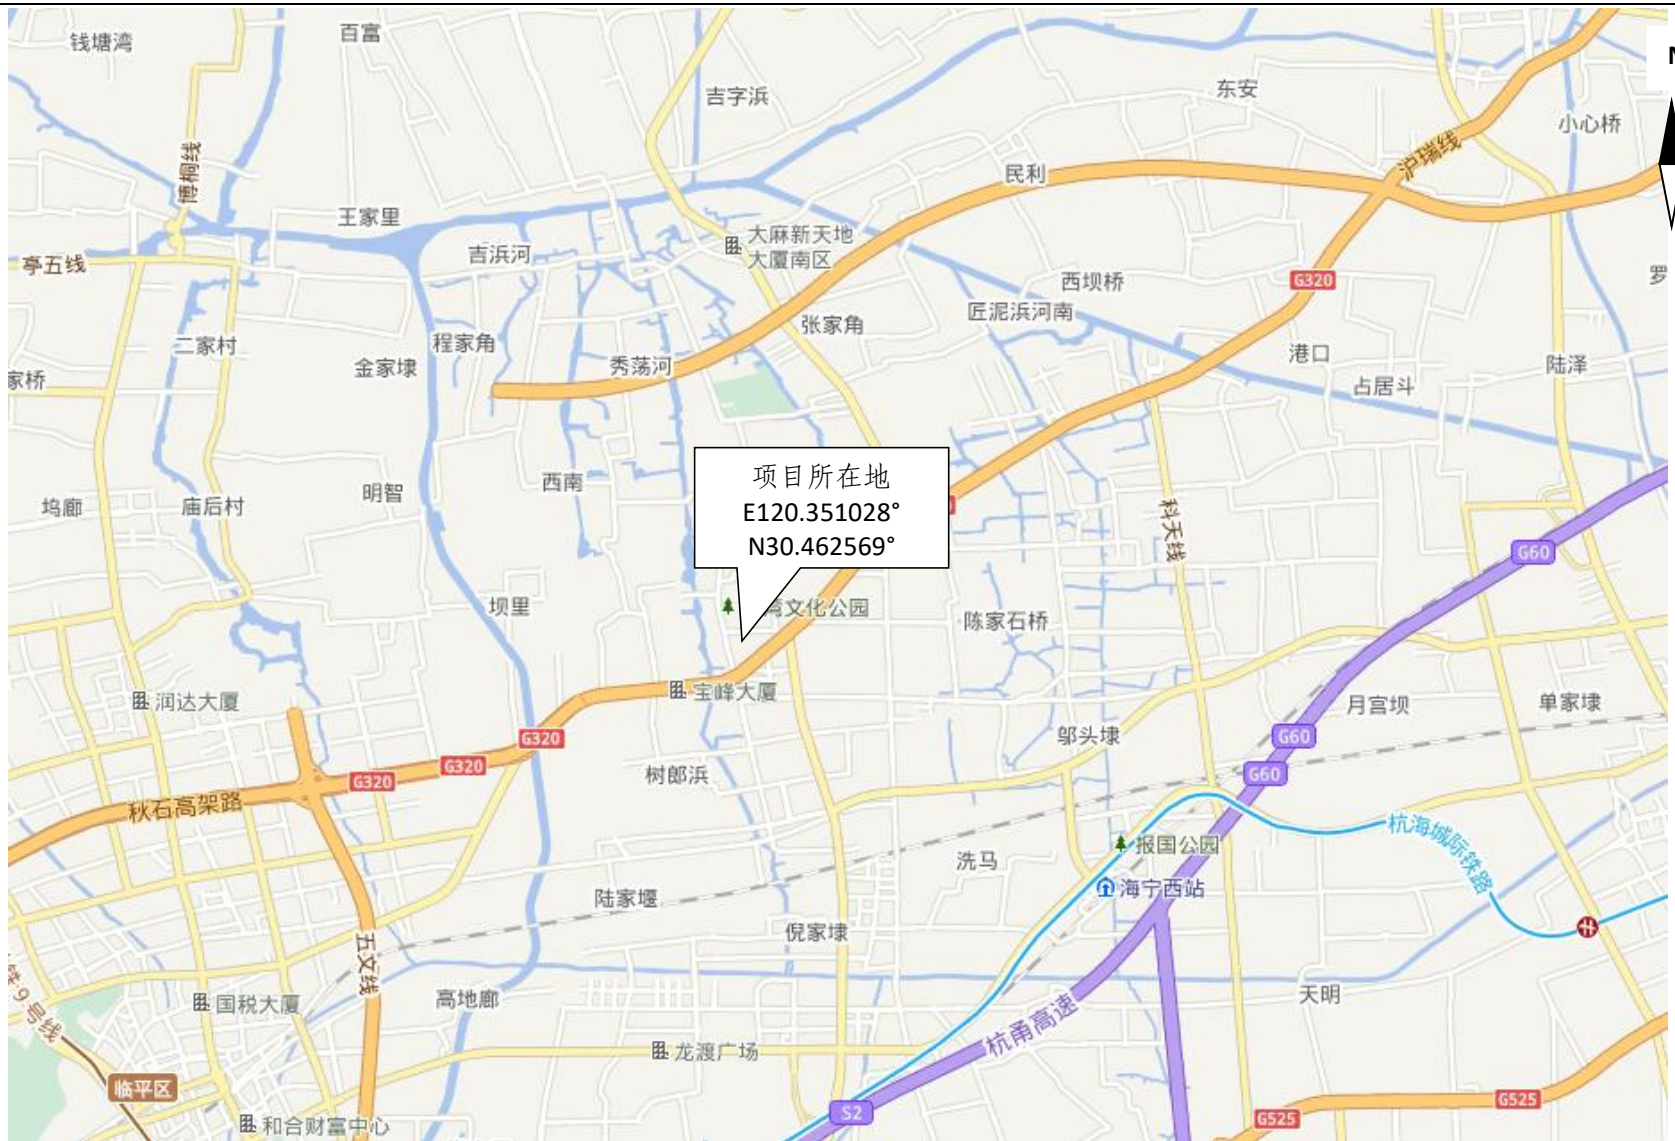 钱塘湾
百富
吉字浜
东安
小心桥
N
博桐线
沪瑞线
民利
王家里
吉浜河
大麻新天地
大厦南区
亭五线
西坝桥
G320
罗
匠泥浜河南
张家角
二家村
程家角
金家埭
秀荡河
港口
陆泽
占居斗
家桥
项目所在地
E120.351028°
N30.462569°
西南
明智
坞廊
庙后村
科天线
G60
坝里
湾文化公园
陈家石桥
润达大厦
宝峰大厦
月宫坝
单家埭
G320
G60
邬头埭
G320
G320
树郎浜
G60
秋石高架路
杭海城际铁路
报国公园
洗马
海宁西站
陆家堰
倪家埭
五文线
铁9号线
国税大厦
高地廊
天明
杭甬高速
龙渡广场
临平区
S2
G525
G525
和合财富中心